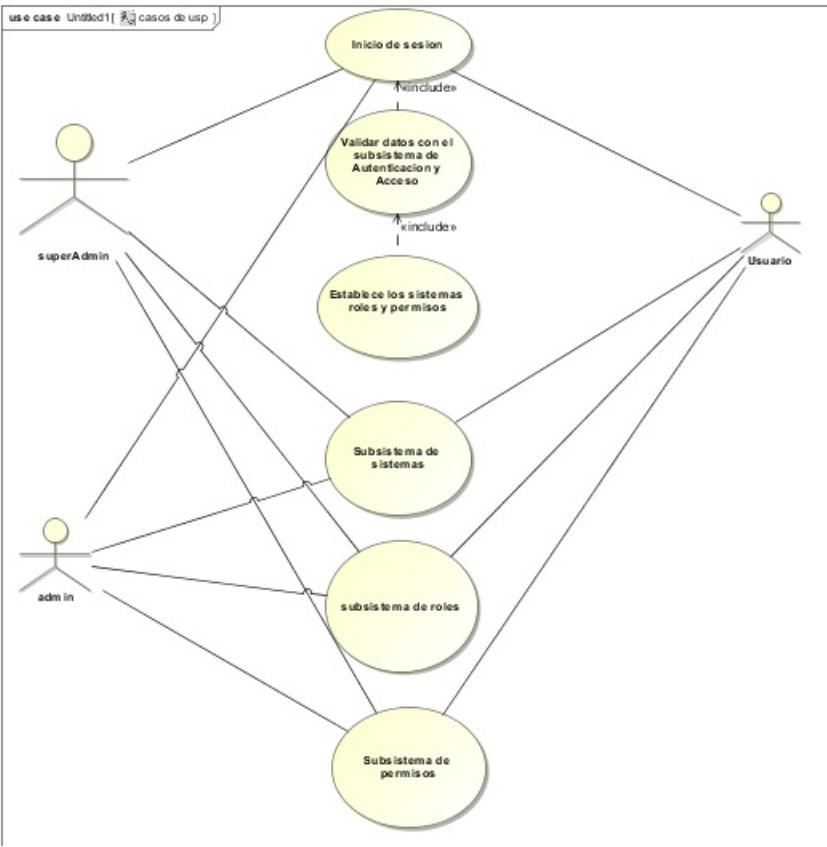 use case Untitled1[ casos de usp ]
Inicio de sesion
«include»
Validar datos con el
subsistema de
Autenticacion y
Acceso
«include»
superAdmin
Usuario
Establece los sistemas
roles y permisos
Subsistema de
sistemas
admin
subsistema de roles
Subsistema de
permisos